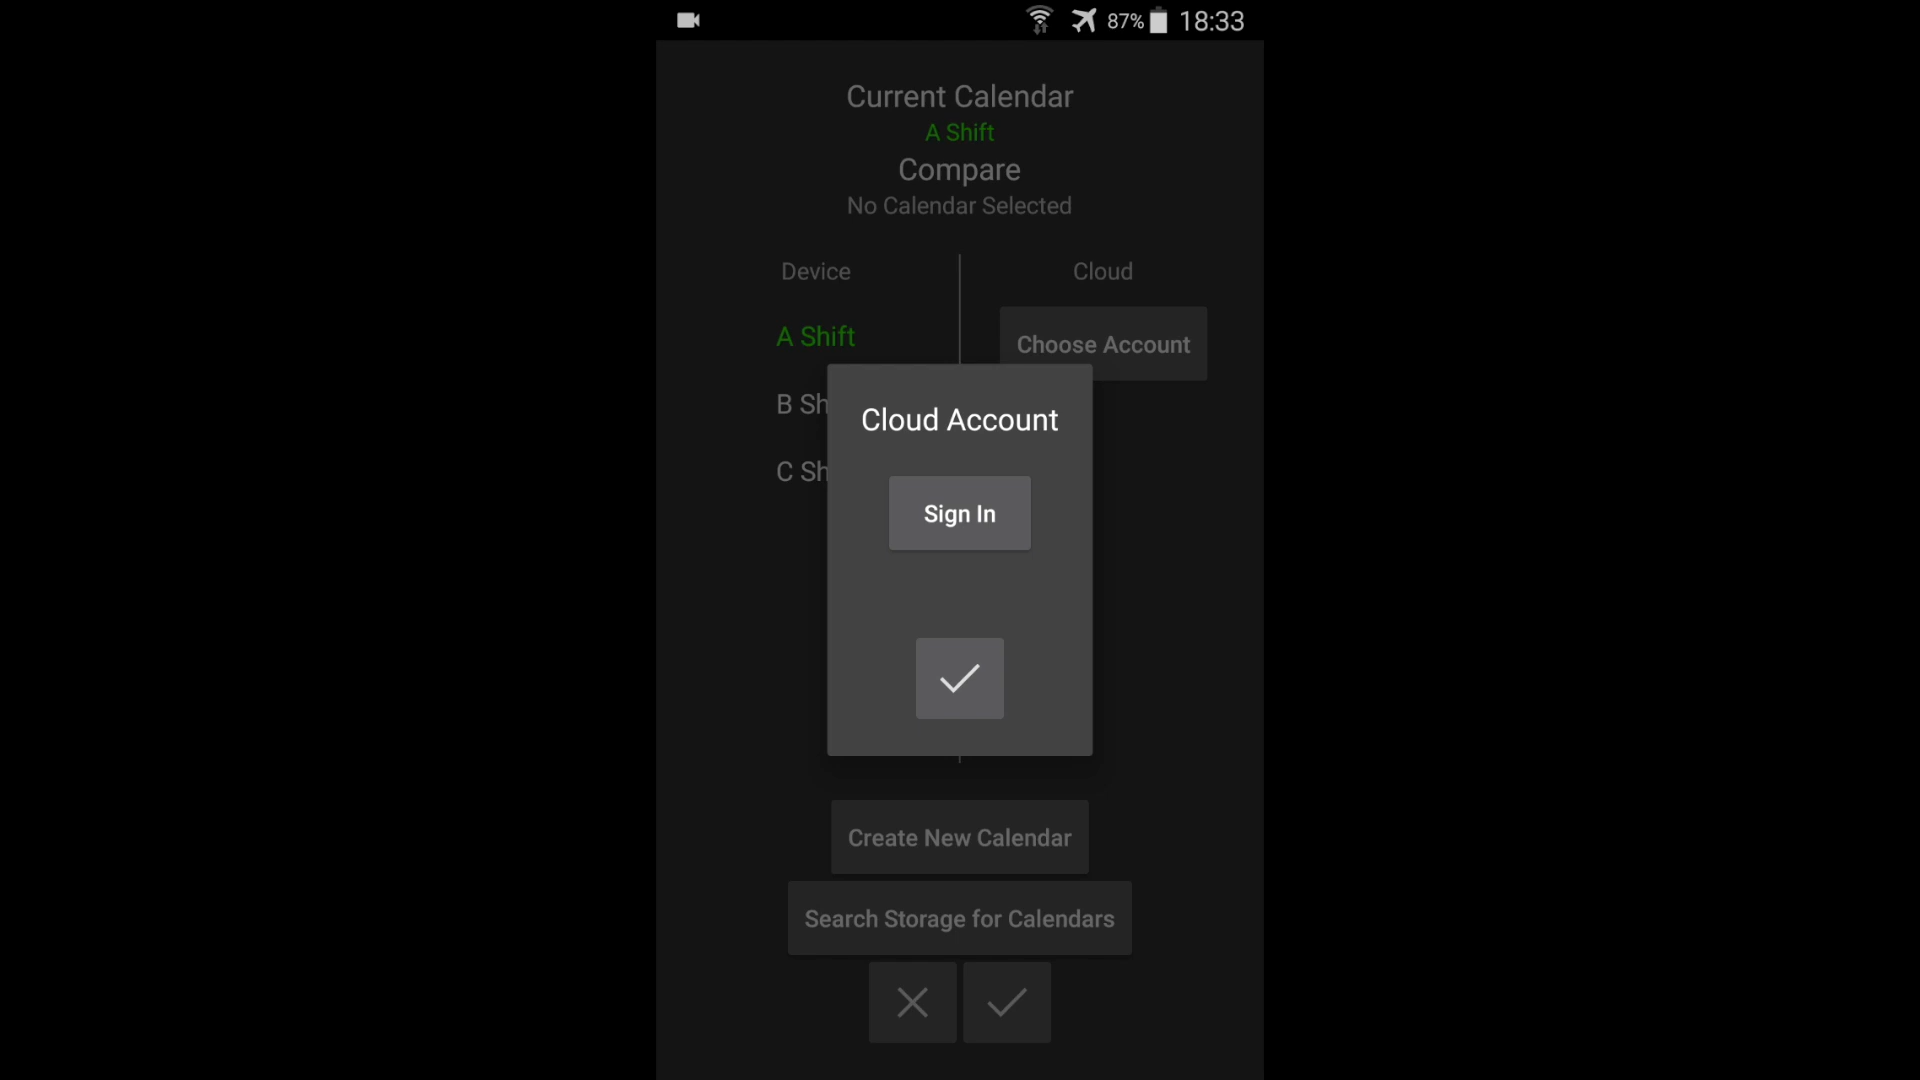 87% 18:33
Current Calendar
A Shift
Compare
No Calendar Selected
Device
Cloud
A Shift
Choose Account
B Sh
Cloud Account
C Sh
Sign In
Create New Calendar
Search Storage for Calendars